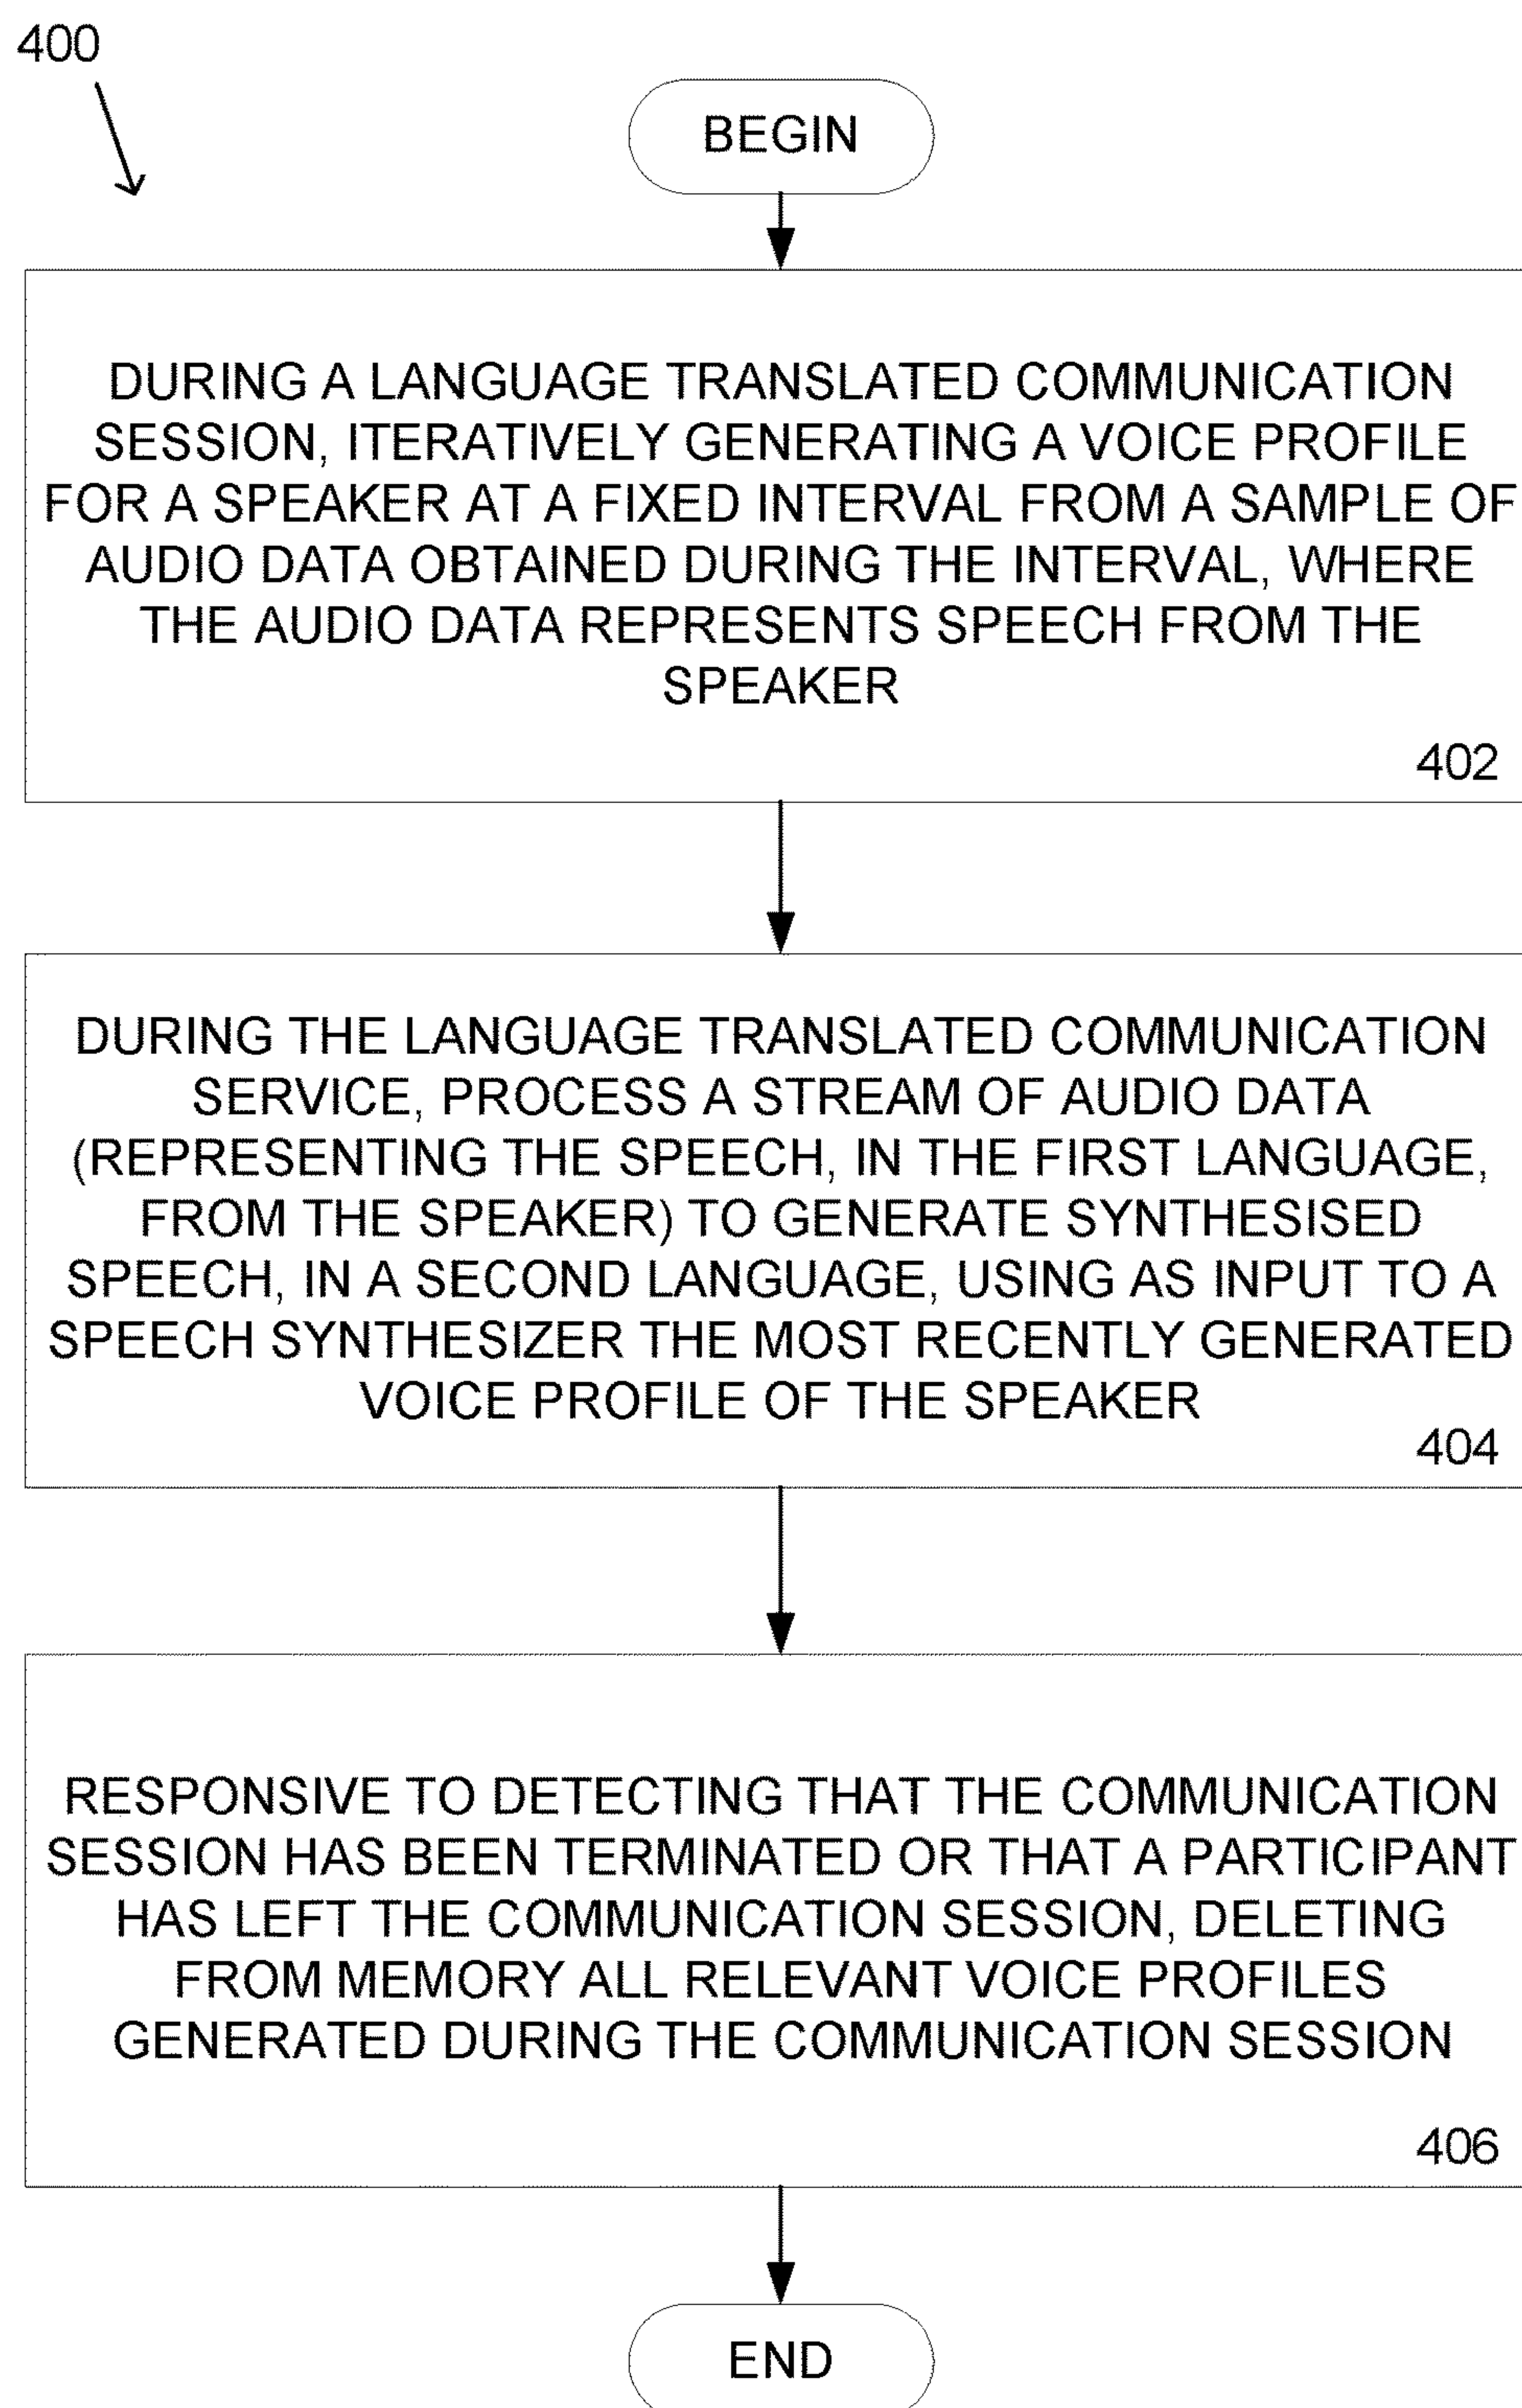 400
BEGIN
DURING A LANGUAGE TRANSLATED COMMUNICATION
SESSION, ITERATIVELY GENERATING A VOICE PROFILE
FOR A SPEAKER AT A FIXED INTERVAL FROM A SAMPLE OF
AUDIO DATA OBTAINED DURING THE INTERVAL, WHERE
THE AUDIO DATA REPRESENTS SPEECH FROM THE
SPEAKER
402
DURING THE LANGUAGE TRANSLATED COMMUNICATION
SERVICE, PROCESS A STREAM OF AUDIO DATA
(REPRESENTING THE SPEECH, IN THE FIRST LANGUAGE,
FROM THE SPEAKER) TO GENERATE SYNTHESISED
SPEECH, IN A SECOND LANGUAGE, USING AS INPUT TO A
SPEECH SYNTHESIZER THE MOST RECENTLY GENERATED
VOICE PROFILE OF THE SPEAKER
404
RESPONSIVE TO DETECTING THAT THE COMMUNICATION
SESSION HAS BEEN TERMINATED OR THAT A PARTICIPANT
HAS LEFT THE COMMUNICATION SESSION, DELETING
FROM MEMORY ALL RELEVANT VOICE PROFILES
GENERATED DURING THE COMMUNICATION SESSION
406
END